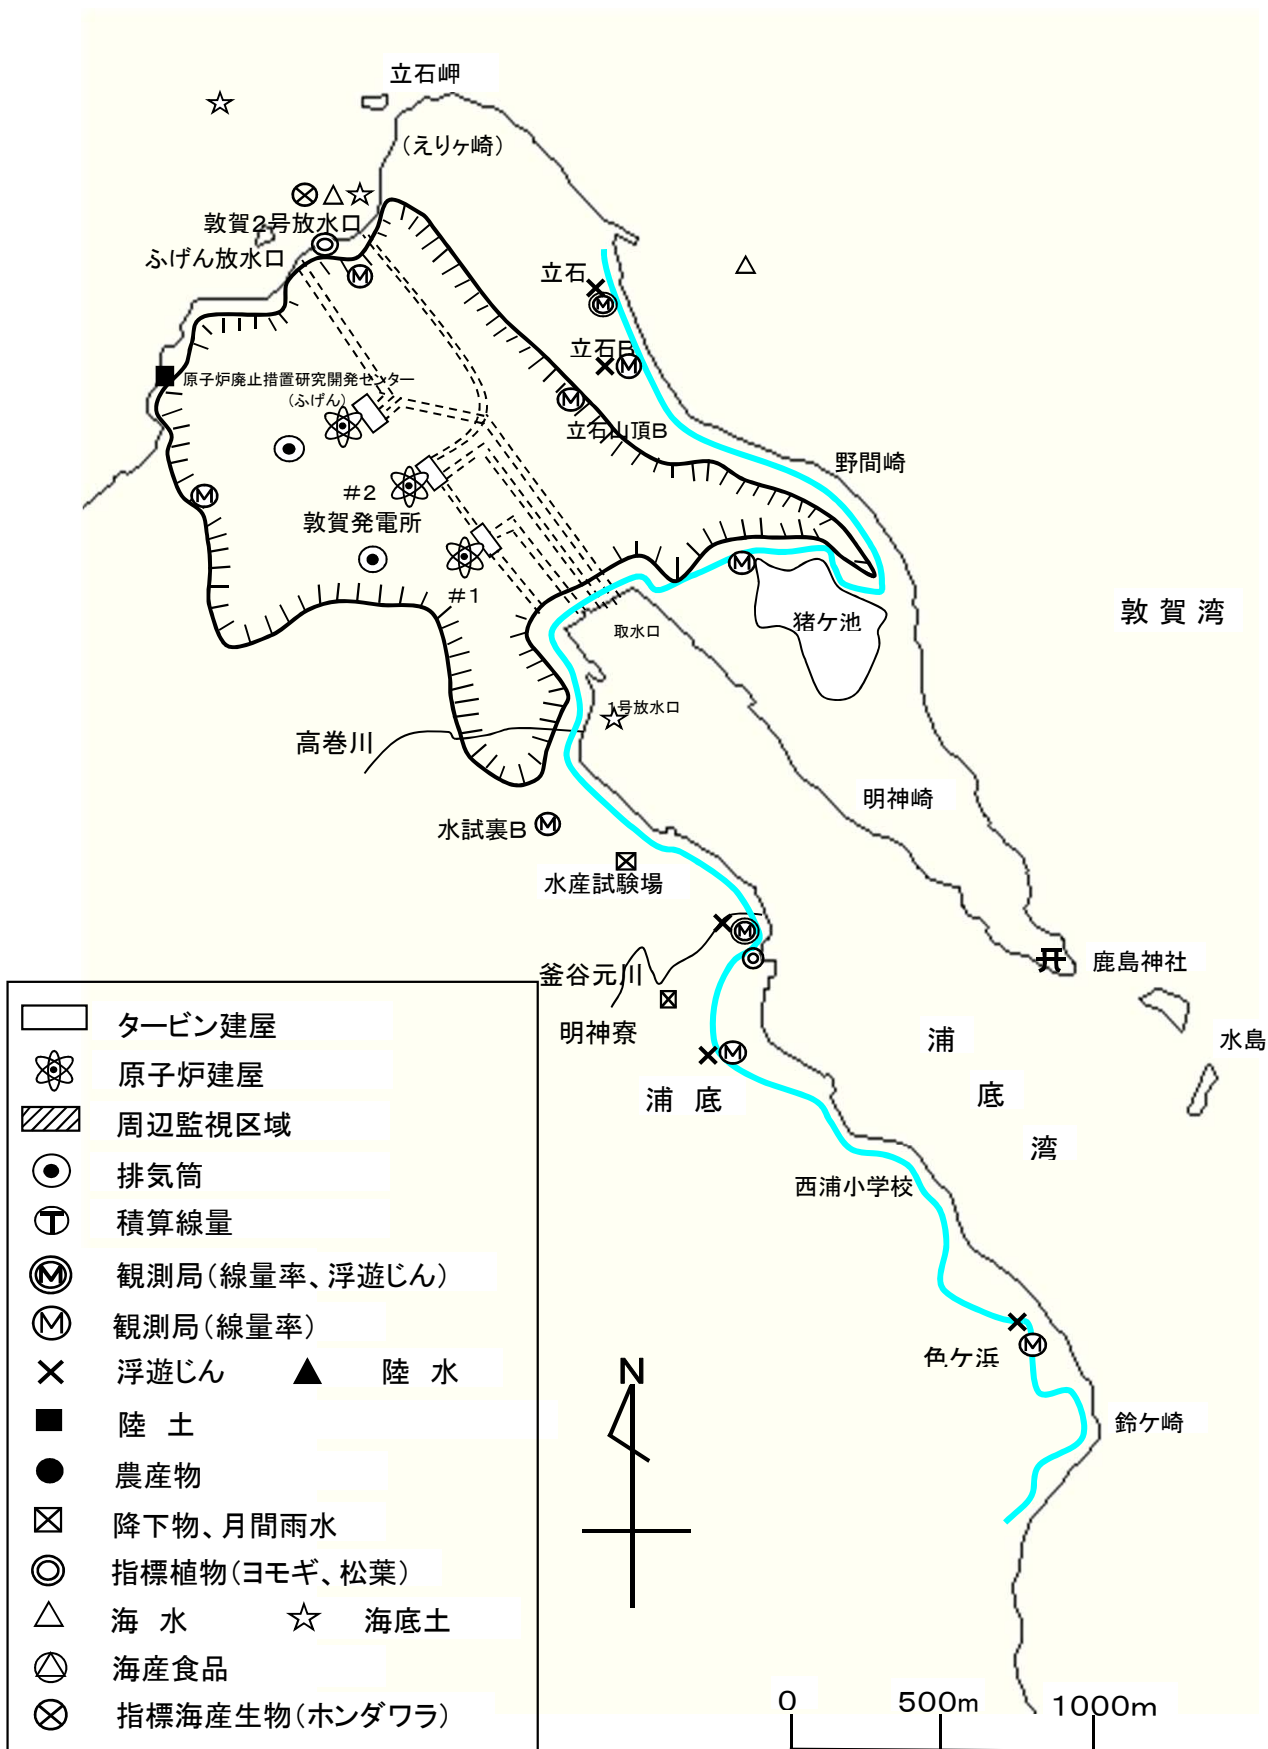 立石岬
(えりヶ崎)
敦賀2号放水口
ふげん放水口
立石
立石B
原子炉廃止措置研究開発センター
(ふげん)
立石山頂B
野間崎
#2
敦賀発電所
#1
敦賀湾
猪ケ池
取水口
1号放水口
高巻川
明神崎
水試裏B
水産試験場
鹿島神社
釜谷元川
明神寮
浦底湾
水島
浦底
西浦小学校
色ケ浜
鈴ケ崎
タービン建屋
原子炉建屋
周辺監視区域
排気筒
積算線量
観測局(線量率、浮遊じん)
観測局(線量率)
浮遊じん 陸水
陸土
農産物
降下物、月間雨水
指標植物(ヨモギ、松葉)
海水 海底土
海産食品
指標海産生物(ホンダワラ)
N
0 500m 1000m